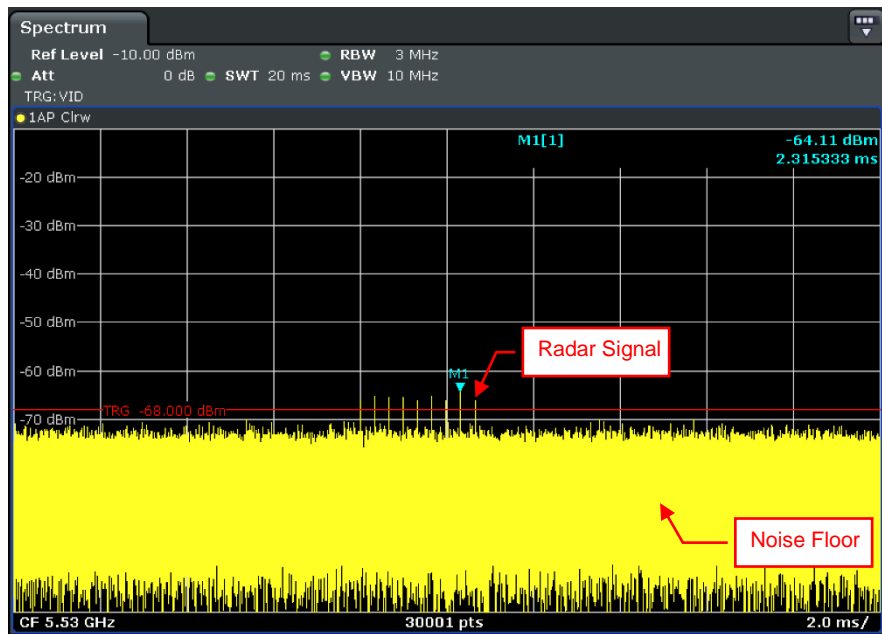 Spectrum
Ref Level -10.00 dBm RBW 3 MHz
Att 0 dB SWT 20 ms VBW 10 MHz
TRG:VID
1AP Clrw
M1[1] -64.11 dBm
2.315333 ms
-20 dBm
-30 dBm
-40 dBm
-50 dBm
Radar Signal
-60 dBm
M1
TRG -68.000 dBm
-70 dBm
Noise Floor
CF 5.53 GHz 30001 pts 2.0 ms/